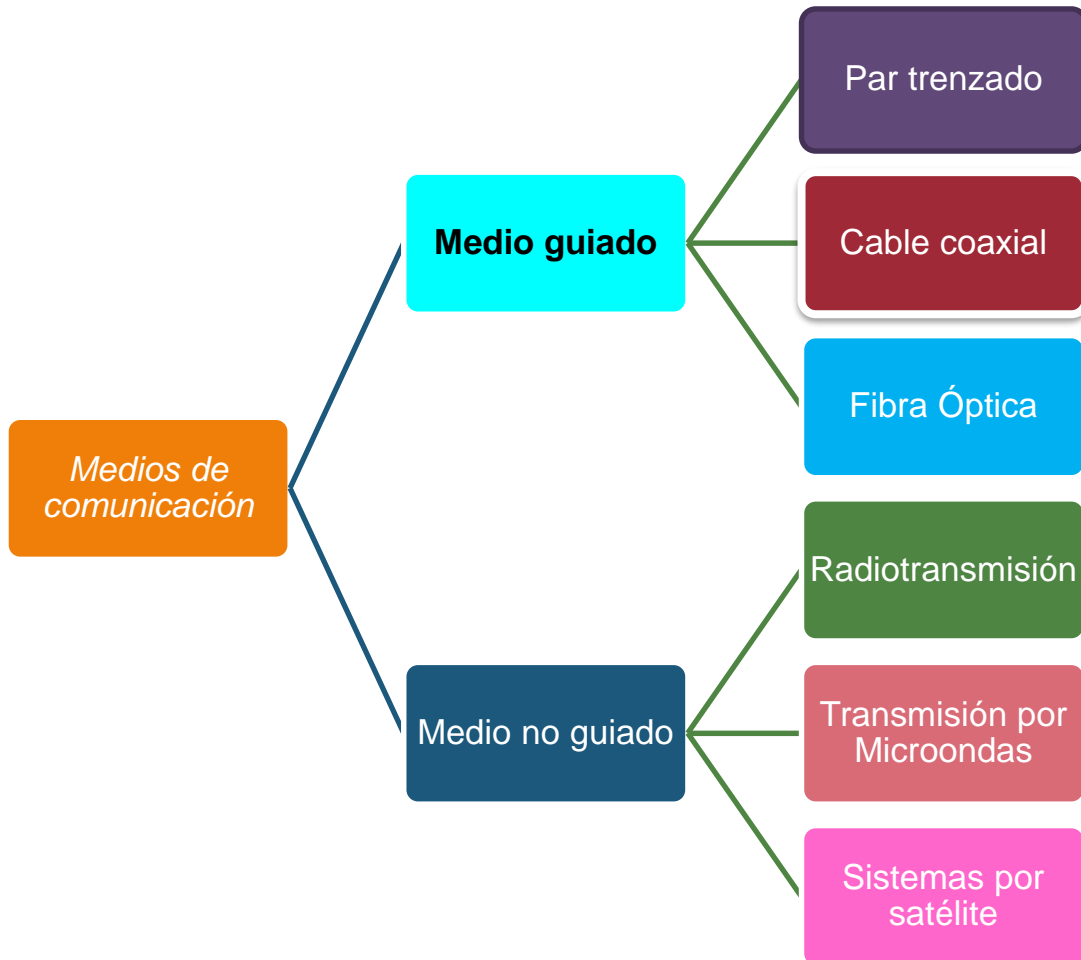 Par trenzado
Medio guiado
Cable coaxial
Fibra Óptica
Medios de
comunicación
Radiotransmisión
Medio no guiado
Transmisión por
Microondas
Sistemas por
satélite